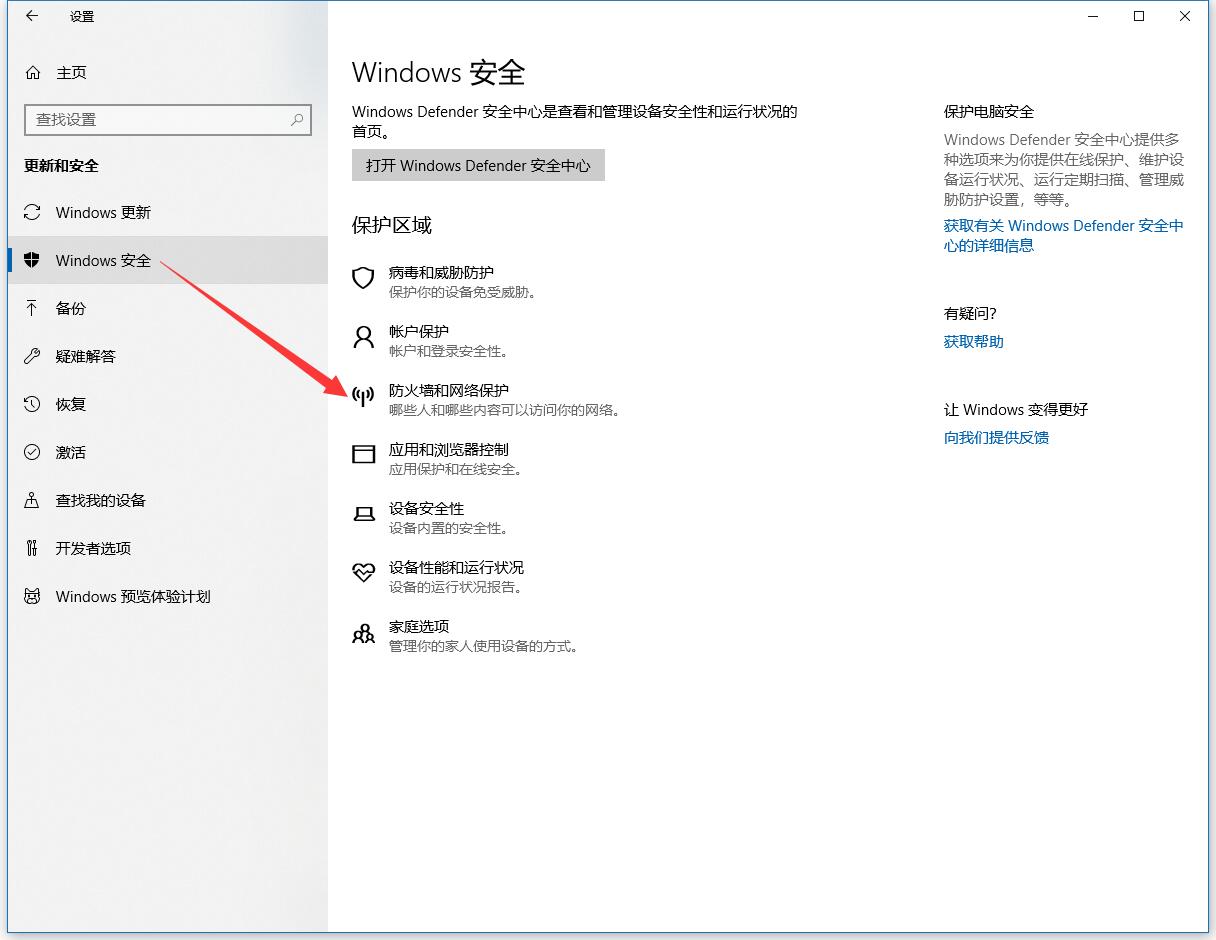 设置
主页
查找设置
更新和安全
Windows 更新
Windows 安全
备份
疑难解答
恢复
激活
查找我的设备
开发者选项
Windows 预览体验计划
Windows 安全
Windows Defender 安全中心是查看和管理设备安全性和运行状况的
首页。
打开 Windows Defender 安全中心
保护区域
病毒和威胁防护
保护你的设备免受威胁。
帐户保护
帐户和登录安全性。
防火墙和网络保护
哪些人和哪些内容可以访问你的网络。
应用和浏览器控制
应用保护和在线安全。
设备安全性
设备内置的安全性。
设备性能和运行状况
设备的运行状况报告。
家庭选项
管理你的家人使用设备的方式。
保护电脑安全
Windows Defender 安全中心提供多
种选项来为你提供在线保护、维护设
备运行状况、运行定期扫描、管理威
胁防护设置，等等。
获取有关 Windows Defender 安全中
心的详细信息
有疑问?
获取帮助
让 Windows 变得更好
向我们提供反馈